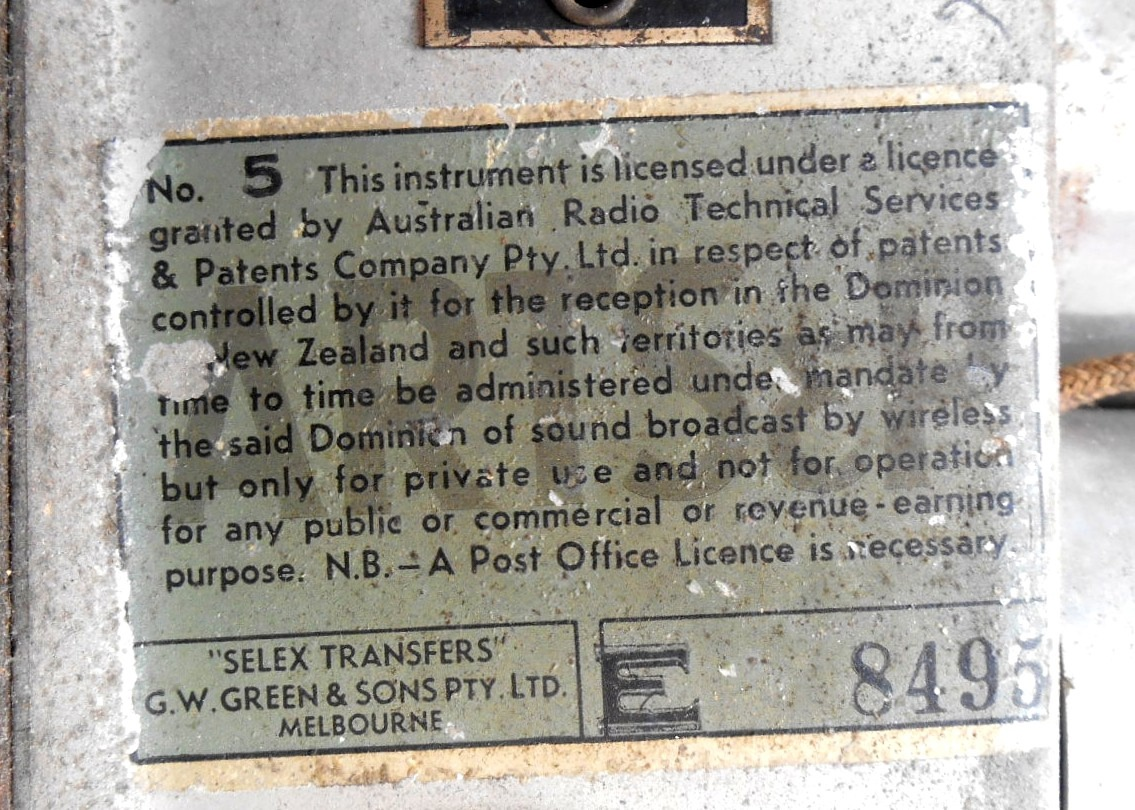 No. 5 This instrument is licensed under a licence
granted by Australian Radio Technical Services
& Patents Company Pty. Ltd. in respect of patents
controlled by it for the reception in the Dominion
New Zealand and such territories as may from
time to time be administered under mandate by
the said Dominion of sound broadcast by wireless
but only for private use and not for operation
for any public or commercial or revenue-earning
purpose. N.B.—A Post Office Licence is necessary.
"SELEX TRANSFERS"
G.W. GREEN & SONS PTY. LTD.
MELBOURNE
E 8495